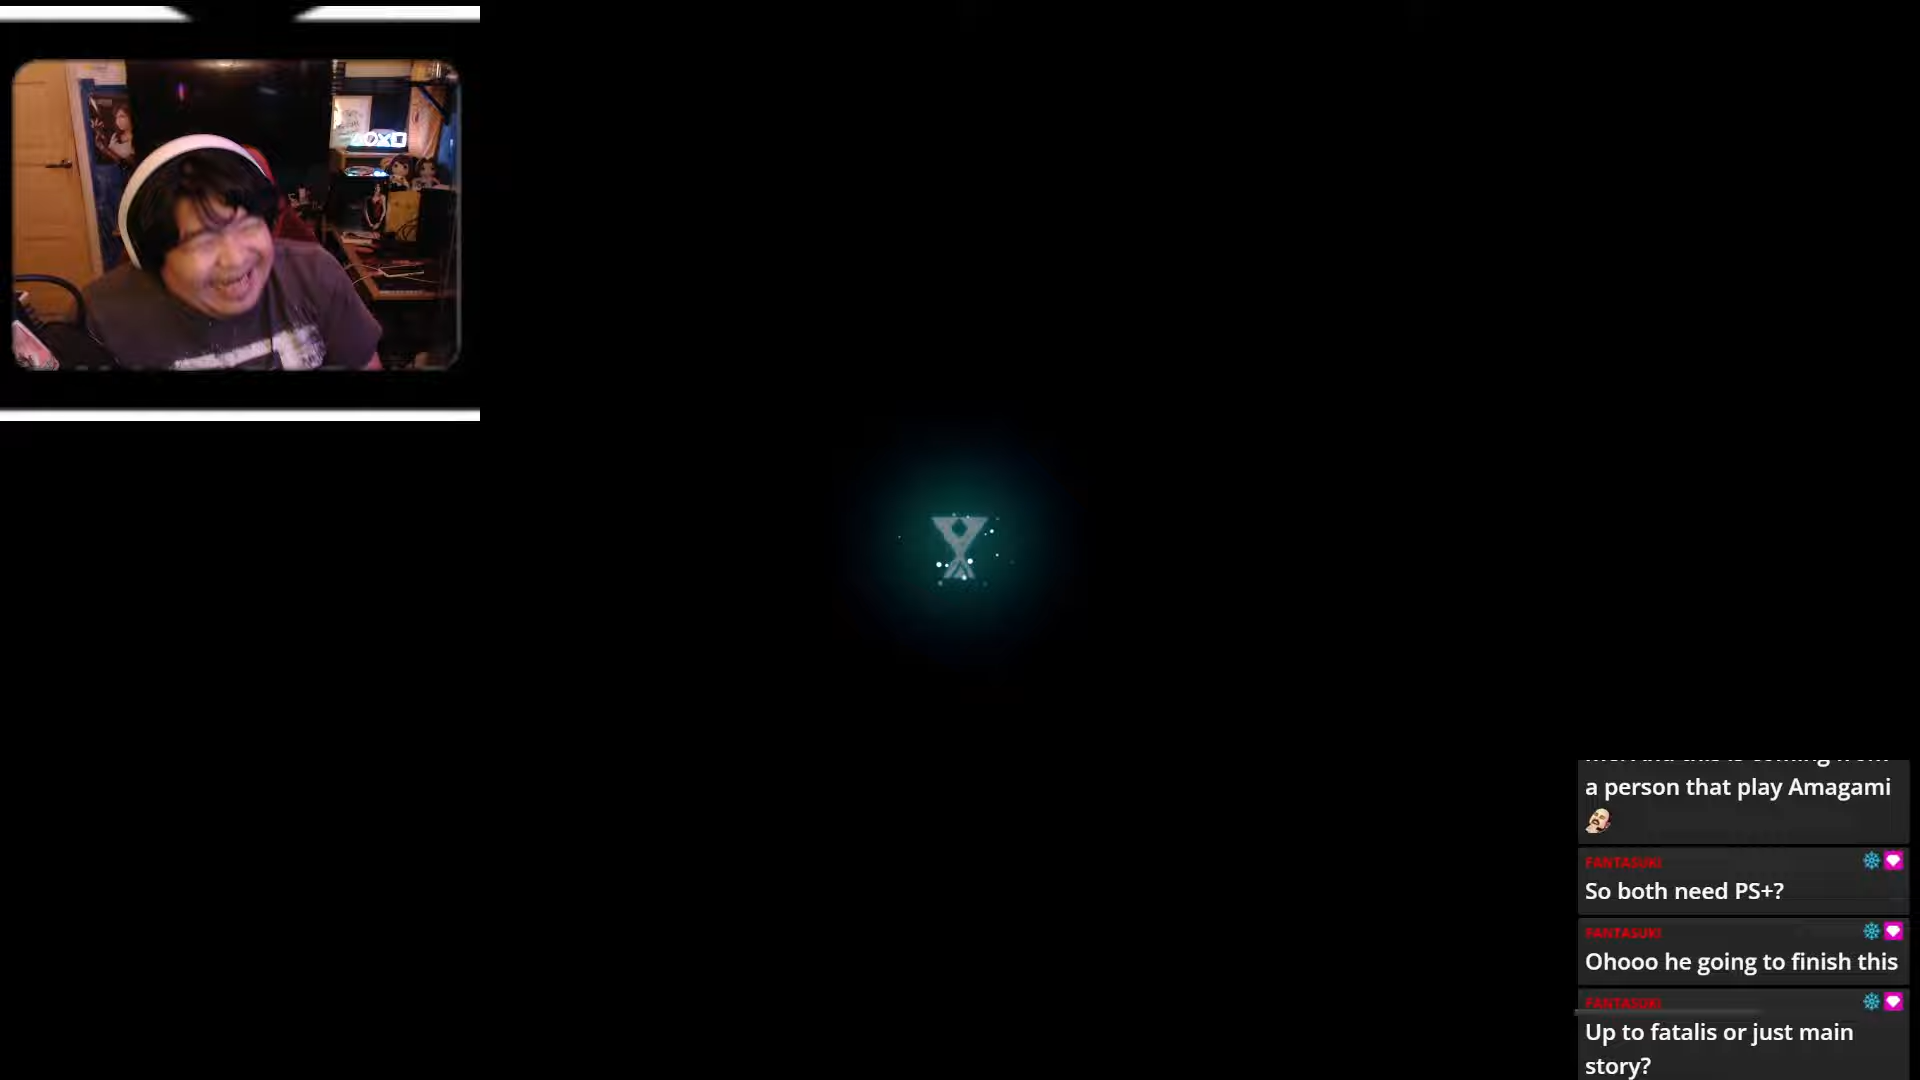 a person that play Amagami
FANTASUKI
So both need PS+?
FANTASUKI
Ohooo he going to finish this
FANTASUKI
Up to fatalis or just main
story?